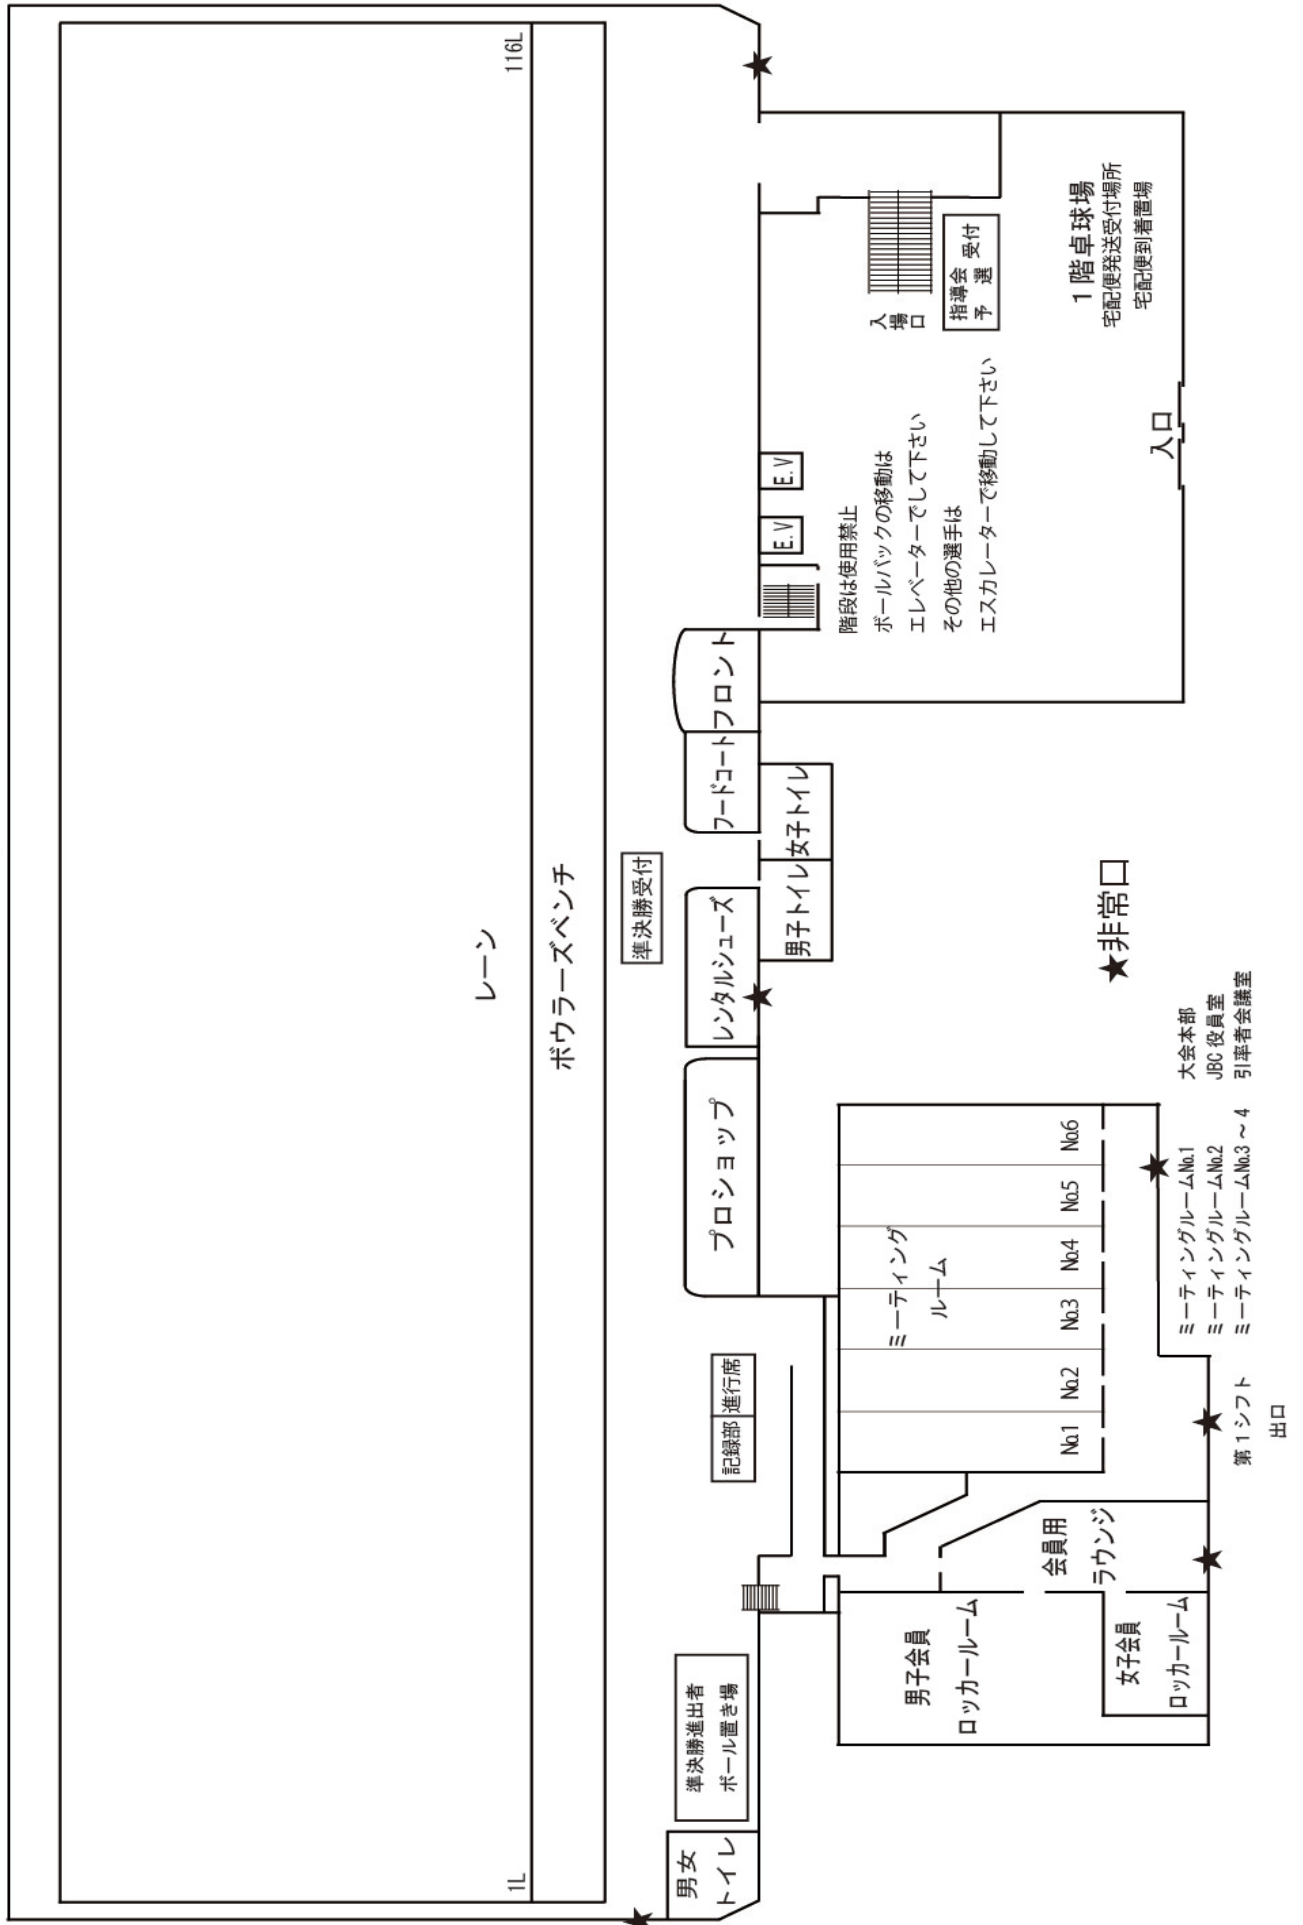 レーン
1L
116L
ボウラーズベンチ
準決勝受付
男女
トイレ
準決勝進出者
ボール置き場
記録部
進行席
プロショップ
レンタルシューズ
フードコート
フロント
男子トイレ
女子トイレ
E.V
E.V
階段は使用禁止
ボールバックの移動は
エレベーターでして下さい
その他の選手は
エスカレーターで移動して下さい
入場口
指導会
予選
受付
1階卓球場
宅配便発送受付場所
宅配便到着置場
入口
ミーティング
ルーム
No.1
No.2
No.3
No.4
No.5
No.6
男子会員
ロッカールーム
会員用
ラウンジ
女子会員
ロッカールーム
★非常口
ミーティングルームNo.1 大会本部
ミーティングルームNo.2 JBC 役員室
ミーティングルームNo.3～4 引率者会議室
第1シフト
出口